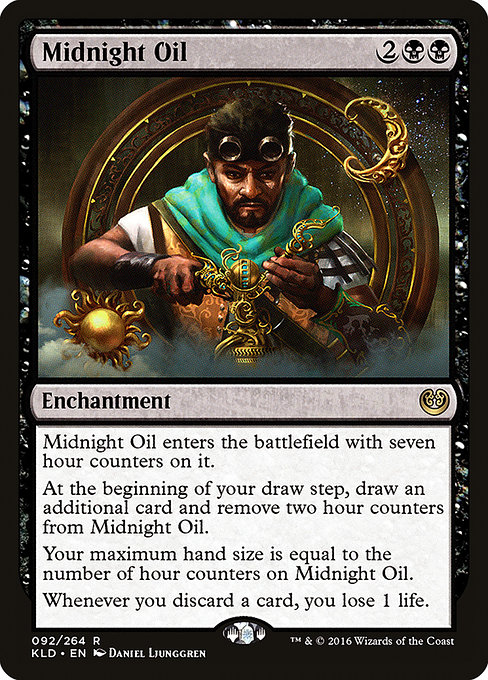 Midnight Oil 2
Enchantment
Midnight Oil enters the battlefield with seven
hour counters on it.
At the beginning of your draw step, draw an
additional card and remove two hour counters
from Midnight Oil.
Your maximum hand size is equal to the
number of hour counters on Midnight Oil.
Whenever you discard a card, you lose 1 life.
092/264 R
KLD • EN Daniel Ljunggren
™ & © 2016 Wizards of the Coast